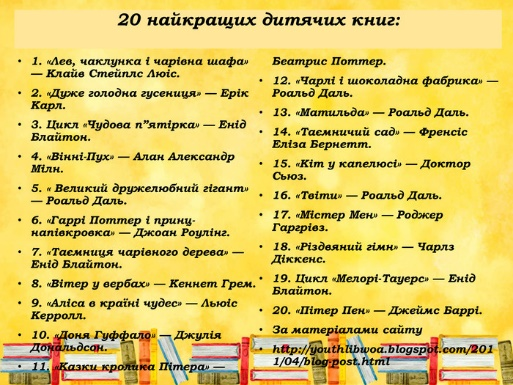 20 найкращих дитячих книг:
• 1. «Лев, чаклунка і чарівна шафа»
— Клайв Стейплс Люіс.
• 2. «Дуже голодна гусениця» — Ерік
Карл.
• 3. Цикл «Чудова п”ятірка» — Енід
Блайтон.
• 4. «Вінні-Пух» — Алан Александр
Мілн.
• 5. « Великий дружелюбний гігант»
— Роальд Даль.
• 6. «Гаррі Поттер і принц-
напівкровка» — Джоан Роулінг.
• 7. «Таємниця чарівного дерева» —
Енід Блайтон.
• 8. «Вітер у вербах» — Кеннет Грем.
• 9. «Аліса в країні чудес» — Льюіс
Керролл.
• 10. «Доня Гуффало» — Джулія
Дональдсон.
• 11. «Казки кролика Пітера» —
Беатрис Поттер.
• 12. «Чарлі і шоколадна фабрика» —
Роальд Даль.
• 13. «Матильда» — Роальд Даль.
• 14. «Таємничий сад» — Френсіс
Еліза Бернетт.
• 15. «Кіт у капелюсі» — Доктор
Сьюз.
• 16. «Твіти» — Роальд Даль.
• 17. «Містер Мен» — Роджер
Гаргрівз.
• 18. «Різдвяний гімн» — Чарлз
Діккенс.
• 19. Цикл «Мелорі-Тауерс» — Енід
Блайтон.
• 20. «Пітер Пен» — Джеймс Баррі.
• За матеріалами сайту
• http://youthlibwoa.blogspot.com/201
1/04/blog-post.html